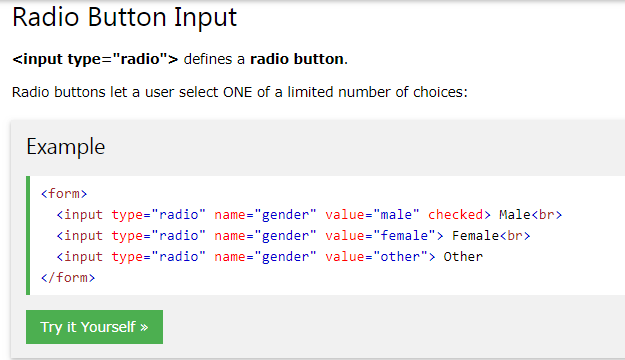 Radio Button Input
<input type="radio"> defines a radio button.
Radio buttons let a user select ONE of a limited number of choices:
Example
<form>
  <input type="radio" name="gender" value="male" checked> Male<br>
  <input type="radio" name="gender" value="female"> Female<br>
  <input type="radio" name="gender" value="other"> Other
</form>
Try it Yourself »